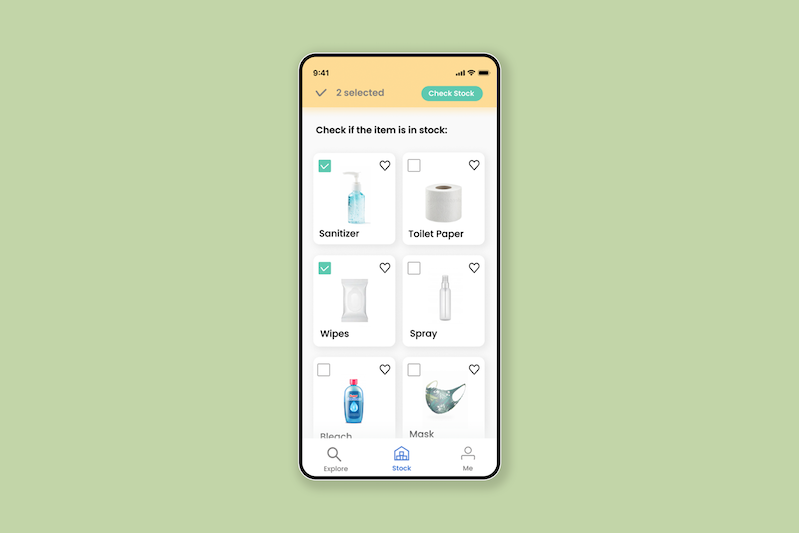 9:41
2 selected
Check Stock
Check if the item is in stock:
Sanitizer
Toilet Paper
Wipes
Spray
Bleach
Mask
Explore
Stock
Me